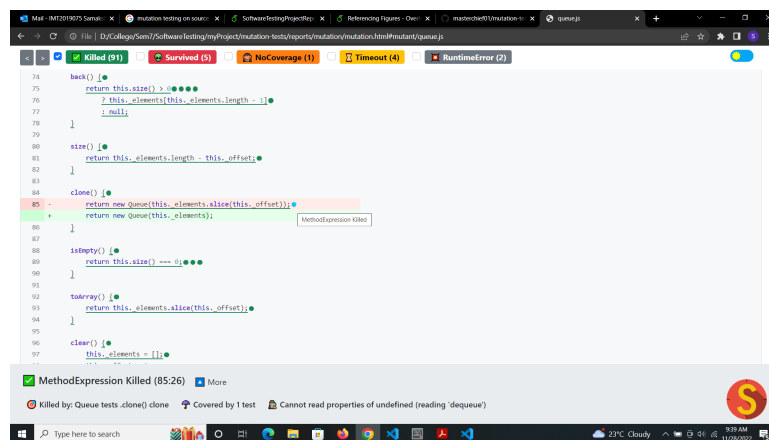 Mail - IMT2019075 Samaks
mutation testing on source
SoftwareTestingProjectRep
Referencing Figures - Overl
masterchief01/mutation-te
queue.js
File | D:/College/Sem7/SoftwareTesting/myProject/mutation-tests/reports/mutation/mutation.html#mutant/queue.js
< > Killed (91) Survived (5) NoCoverage (1) Timeout (4) RuntimeError (2)
74 back() {
75 return this.size() > 0
76 ? this._elements[this._elements.length - 1]
77 : null;
78 }
79
80 size() {
81 return this._elements.length - this._offset;
82 }
83
84 clone() {
85 - return new Queue(this._elements.slice(this._offset));
+ return new Queue(this._elements);
MethodExpression Killed
86 }
87
88 isEmpty() {
89 return this.size() === 0;
90 }
91
92 toArray() {
93 return this._elements.slice(this._offset);
94 }
95
96 clear() {
97 this._elements = [];
MethodExpression Killed (85:26) More
Killed by: Queue tests .clone() clone Covered by 1 test Cannot read properties of undefined (reading 'dequeue')
Type here to search
23°C Cloudy
9:39 AM
11/28/2022